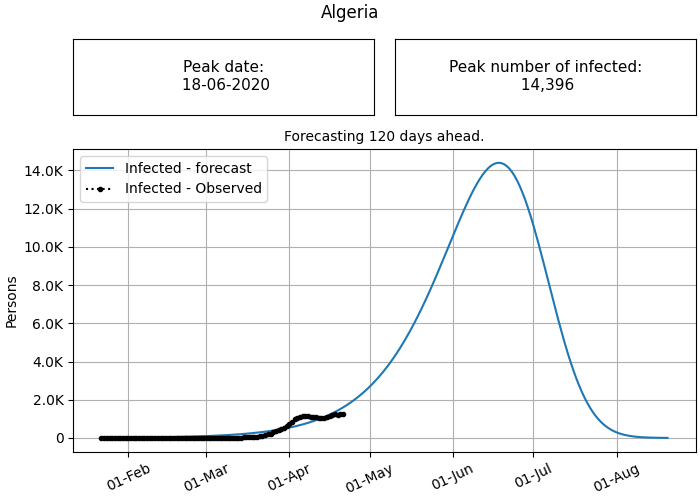 Algeria
Peak date:
18-06-2020
Peak number of infected:
14,396
Forecasting 120 days ahead.
Infected - forecast
Infected - Observed
14.0K
12.0K
10.0K
8.0K
6.0K
4.0K
2.0K
0
Persons
01-Feb
01-Mar
01-Apr
01-May
01-Jun
01-Jul
01-Aug